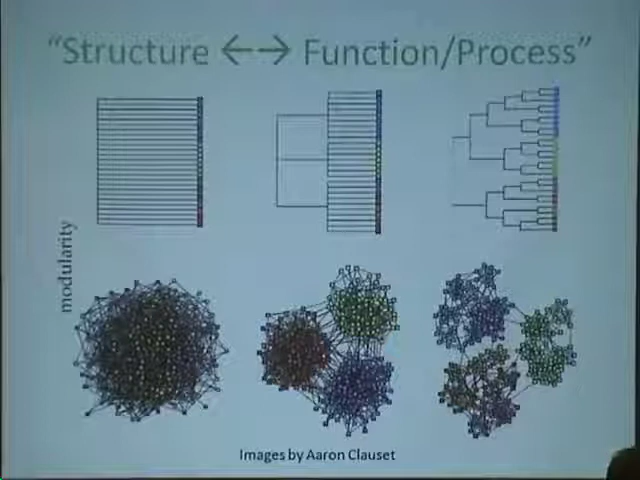 "Structure ←→ Function/Process"
modularity
Images by Aaron Clauset